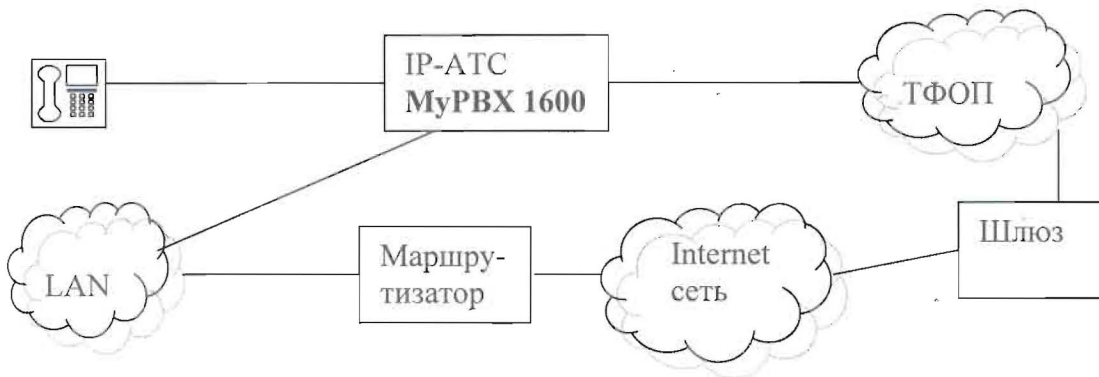 IP-АТС
MyPBX 1600
ТФОП
LAN
Маршру-
тизатор
Internet
сеть
Шлюз